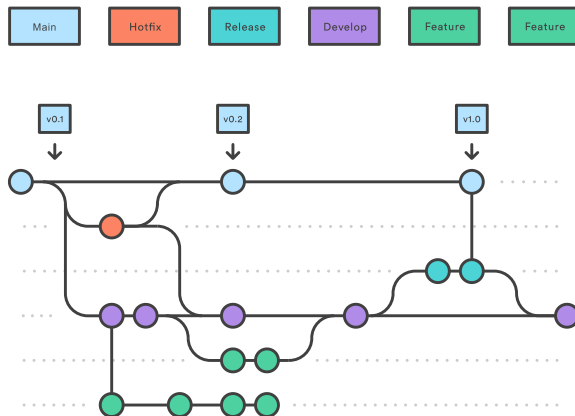 Main
Hotfix
Release
Develop
Feature
Feature
v0.1
v0.2
v1.0